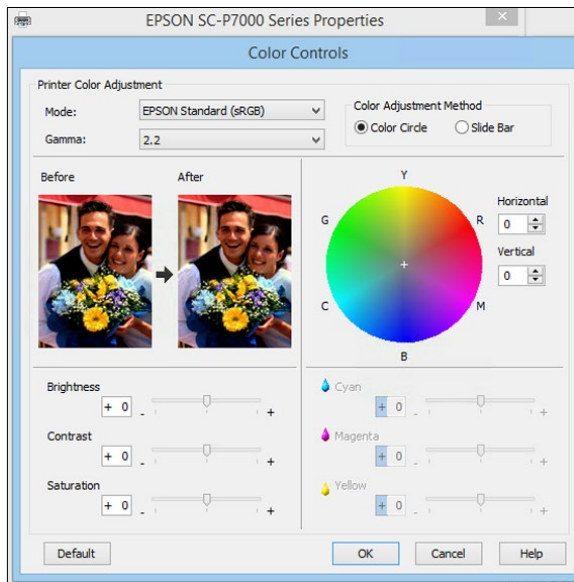 EPSON SC-P7000 Series Properties
Color Controls
Printer Color Adjustment
Mode: EPSON Standard (sRGB)
Gamma: 2.2
Color Adjustment Method
Color Circle Slide Bar
Before After
Y
G R
C M
B
Horizontal
0
Vertical
0
Brightness
+ 0 - +
Contrast
+ 0 - +
Saturation
+ 0 - +
Cyan
+ 0 - +
Magenta
+ 0 - +
Yellow
+ 0 - +
Default OK Cancel Help